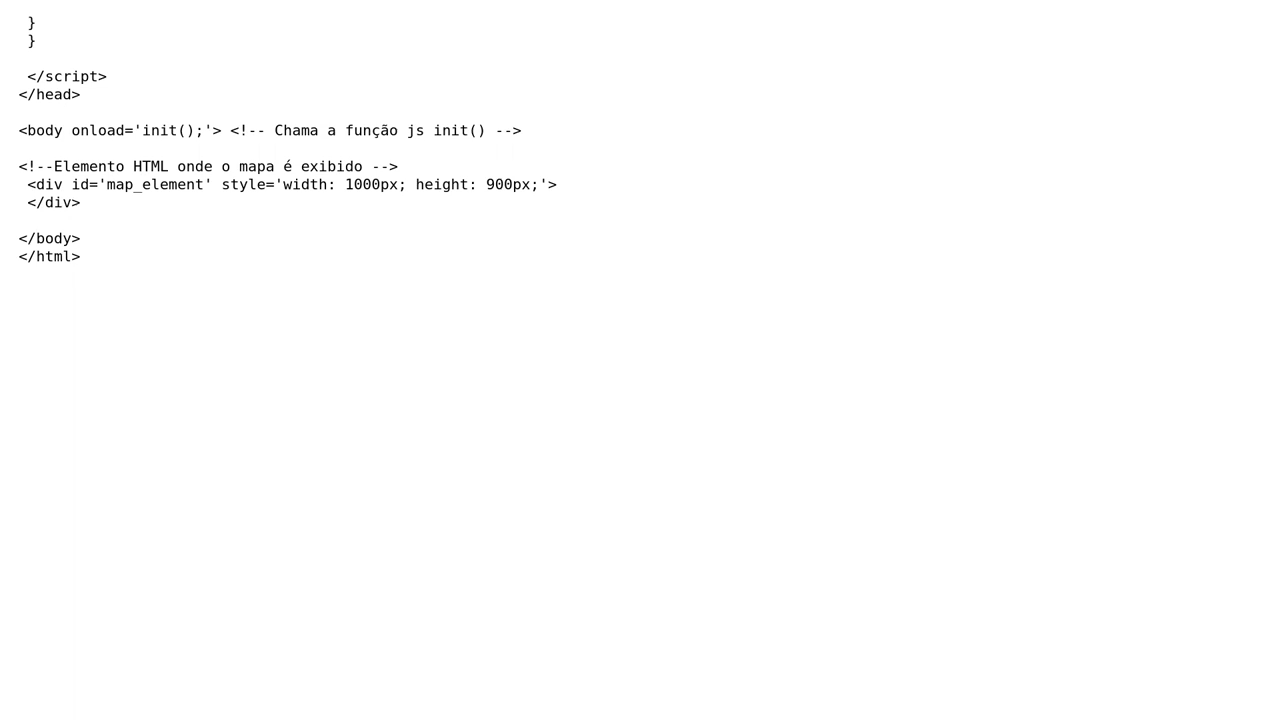 }
}
</script>
</head>
<body onload='init();'> <!-- Chama a função js init() -->
<!--Elemento HTML onde o mapa é exibido -->
<div id='map_element' style='width: 1000px; height: 900px;'>
</div>
</body>
</html>